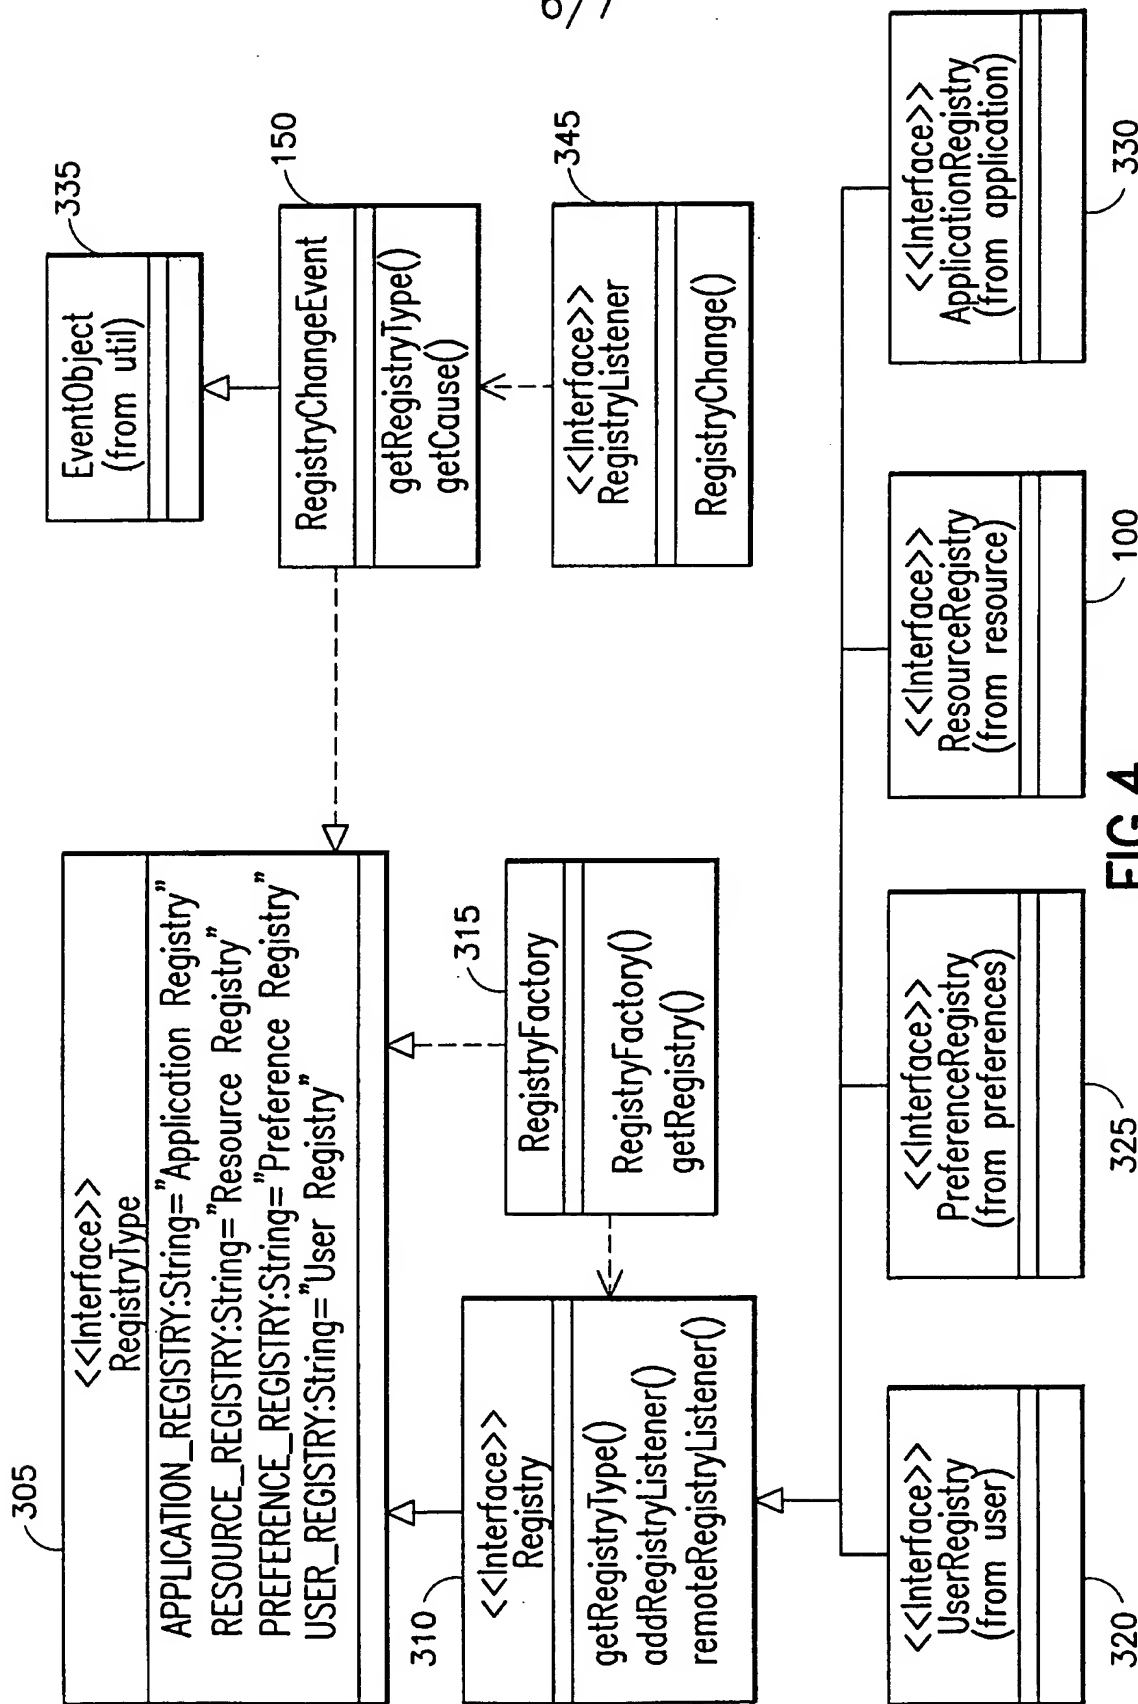 6/7
305
<<Interface>>
RegistryType
APPLICATION_REGISTRY:String="Application Registry"
RESOURCE_REGISTRY:String="Resource Registry"
PREFERENCE_REGISTRY:String="Preference Registry"
USER_REGISTRY:String="User Registry"
335
EventObject
(from util)
150
RegistryChangeEvent
getRegistryType()
getCause()
345
<<Interface>>
RegistryListener
RegistryChange()
310
<<Interface>>
Registry
getRegistryType()
addRegistryListener()
remoteRegistryListener()
315
RegistryFactory
RegistryFactory()
getRegistry()
<<Interface>>
UserRegistry
(from user)
320
<<Interface>>
PreferenceRegistry
(from preferences)
325
<<Interface>>
ResourceRegistry
(from resource)
100
<<Interface>>
ApplicationRegistry
(from application)
330
FIG. 4